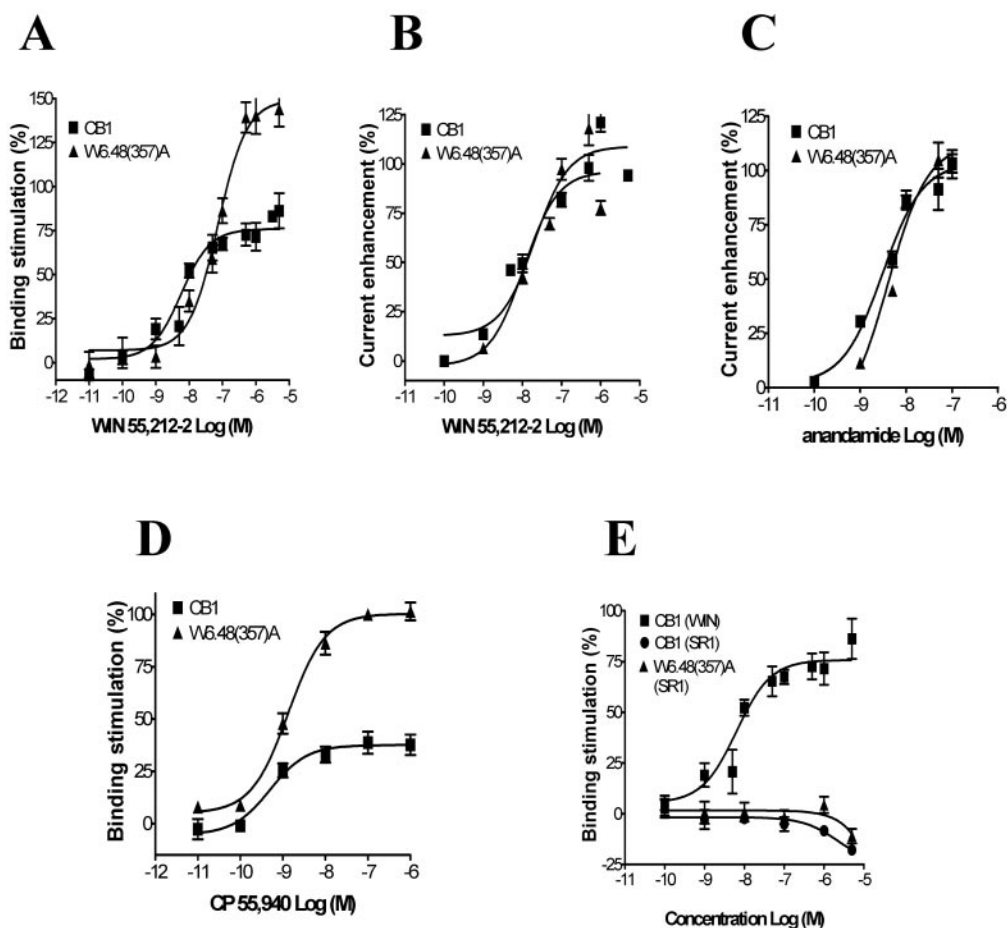 A
B
C
150
125
100
75
50
25
0
-12 -11 -10 -9 -8 -7 -6 -5
Binding stimulation (%)
WIN 55,212-2 Log (M)
CB1
W6.48(357)A
125
100
75
50
25
0
-11 -10 -9 -8 -7 -6 -5
Current enhancement (%)
WIN 55,212-2 Log (M)
CB1
W6.48(357)A
125
100
75
50
25
0
-11 -10 -9 -8 -7 -6
Current enhancement (%)
anandamide Log (M)
CB1
W6.48(357)A
D
E
100
75
50
25
0
-12 -11 -10 -9 -8 -7 -6
Binding stimulation (%)
CP 55,940 Log (M)
CB1
W6.48(357)A
100
75
50
25
0
-25
-11 -10 -9 -8 -7 -6 -5
Binding stimulation (%)
Concentration Log (M)
CB1 (WIN)
CB1 (SR1)
W6.48(357)A
(SR1)